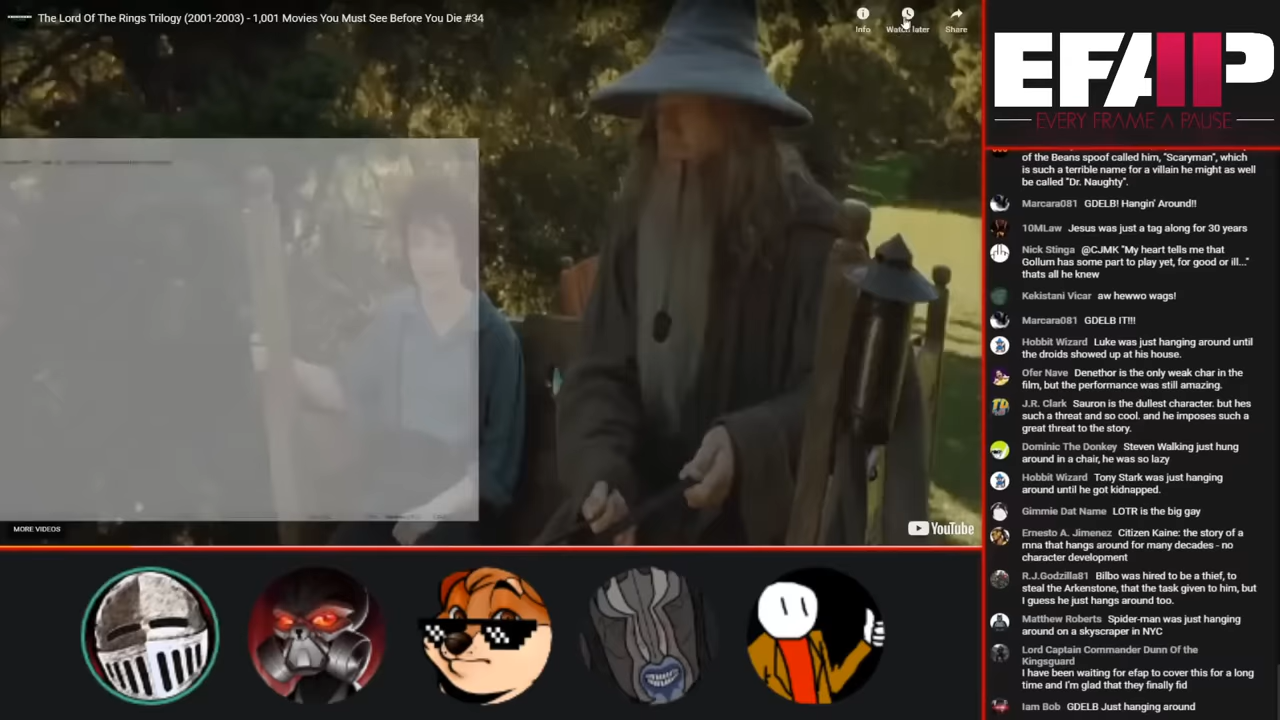 The Lord Of The Rings Trilogy (2001-2003) - 1,001 Movies You Must See Before You Die #34
Info
Watch later
Share
MORE VIDEOS
YouTube
EFAP
EVERY FRAME A PAUSE
of the Beans spoof called him, "Scaryman", which
is such a terrible name for a villain he might as well
be called "Dr. Naughty".
Marcara081 GDELB! Hangin' Around!!
10MLaw Jesus was just a tag along for 30 years
Nick Stinga @CJMK "My heart tells me that
Gollum has some part to play yet, for good or ill..."
thats all he knew
Kekistani Vicar aw hewwo wags!
Marcara081 GDELB IT!!!
Hobbit Wizard Luke was just hanging around until
the droids showed up at his house.
Ofer Nave Denethor is the only weak char in the
film, but the performance was still amazing.
J.R. Clark Sauron is the dullest character. but hes
such a threat and so cool. and he imposes such a
great threat to the story.
Dominic The Donkey Steven Walking just hung
around in a chair, he was so lazy
Hobbit Wizard Tony Stark was just hanging
around until he got kidnapped.
Gimmie Dat Name LOTR is the big gay
Ernesto A. Jimenez Citizen Kaine: the story of a
mna that hangs around for many decades - no
character development
R.J.Godzilla81 Bilbo was hired to be a thief, to
steal the Arkenstone, that the task given to him, but
I guess he just hangs around too.
Matthew Roberts Spider-man was just hanging
around on a skyscraper in NYC
Lord Captain Commander Dunn Of the
Kingsguard
I have been waiting for efap to cover this for a long
time and I'm glad that they finally fid
Iam Bob GDELB Just hanging around